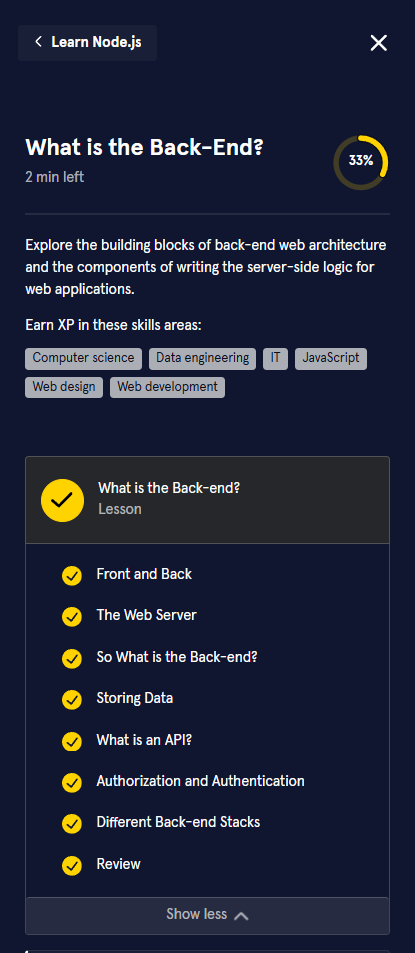 Learn Node.js
What is the Back-End?
2 min left
33%
Explore the building blocks of back-end web architecture
and the components of writing the server-side logic for
web applications.
Earn XP in these skills areas:
Computer science Data engineering IT JavaScript
Web design Web development
What is the Back-end?
Lesson
Front and Back
The Web Server
So What is the Back-end?
Storing Data
What is an API?
Authorization and Authentication
Different Back-end Stacks
Review
Show less